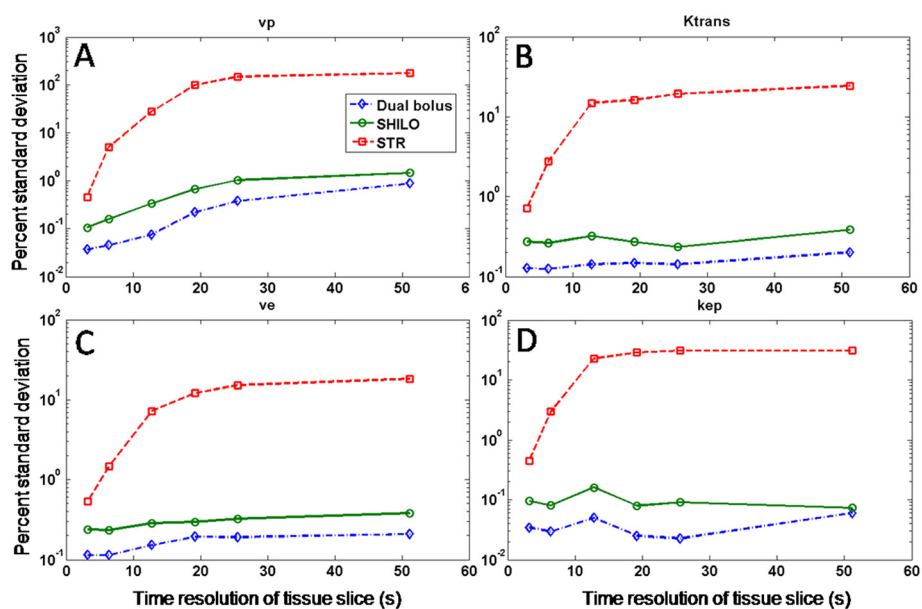 vp
Ktrans
A
B
Percent standard deviation
10^3
10^2
10^1
10^0
10^-1
10^-2
0 10 20 30 40 50 60
Dual bolus
SHILO
STR
10^2
10^1
10^0
10^-1
0 10 20 30 40 50 60
ve
kep
C
D
Percent standard deviation
10^2
10^1
10^0
10^-1
0 10 20 30 40 50 60
Time resolution of tissue slice (s)
10^2
10^1
10^0
10^-1
10^-2
0 10 20 30 40 50 60
Time resolution of tissue slice (s)